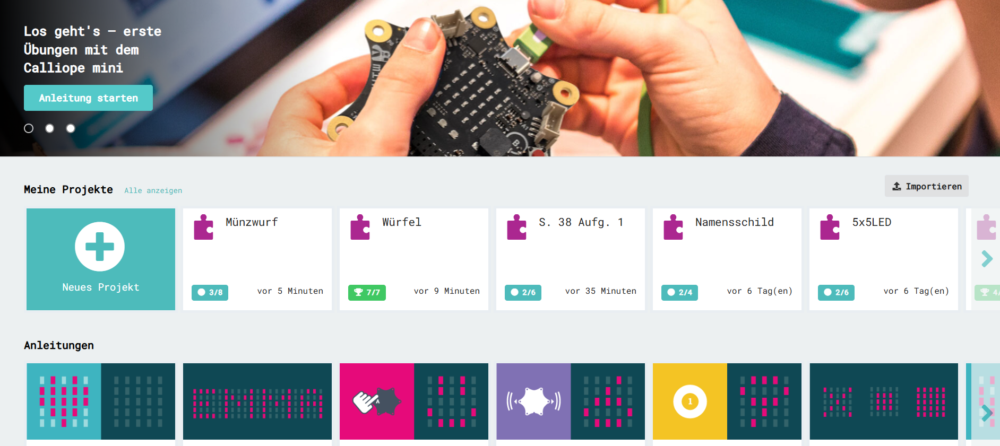 Los geht's – erste
Übungen mit dem
Calliope mini
Anleitung starten
Meine Projekte Alle anzeigen
Importieren
Neues Projekt
Münzwurf
3/8 vor 5 Minuten
Würfel
7/7 vor 9 Minuten
S. 38 Aufg. 1
2/6 vor 35 Minuten
Namensschild
2/4 vor 6 Tag(en)
5x5LED
2/6 vor 6 Tag(en)
Anleitungen
A
1